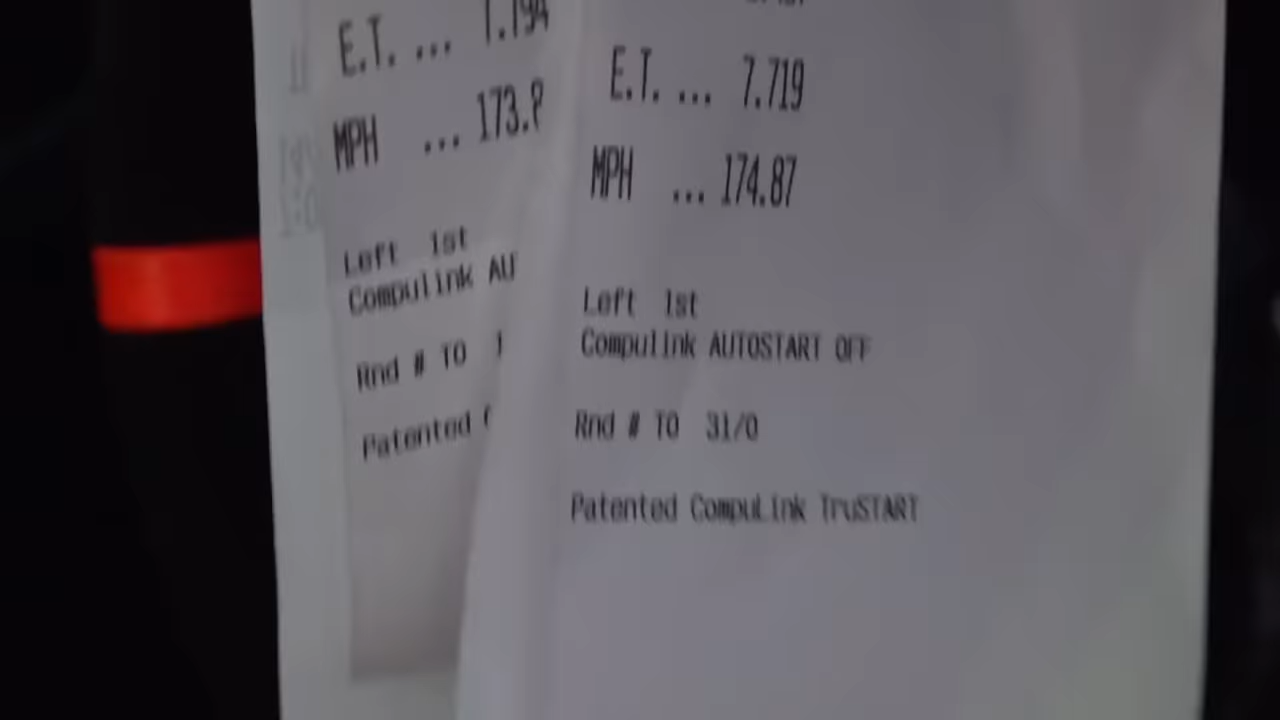 E.T. ...
MPH ... 173.
Left 1st
Compulink AU
Rnd # TO
Patented
E.T. ... 7.719
MPH ... 174.87
Left 1st
Compulink AUTOSTART OFF
Rnd # TO 31/0
Patented CompuLink TruSTART